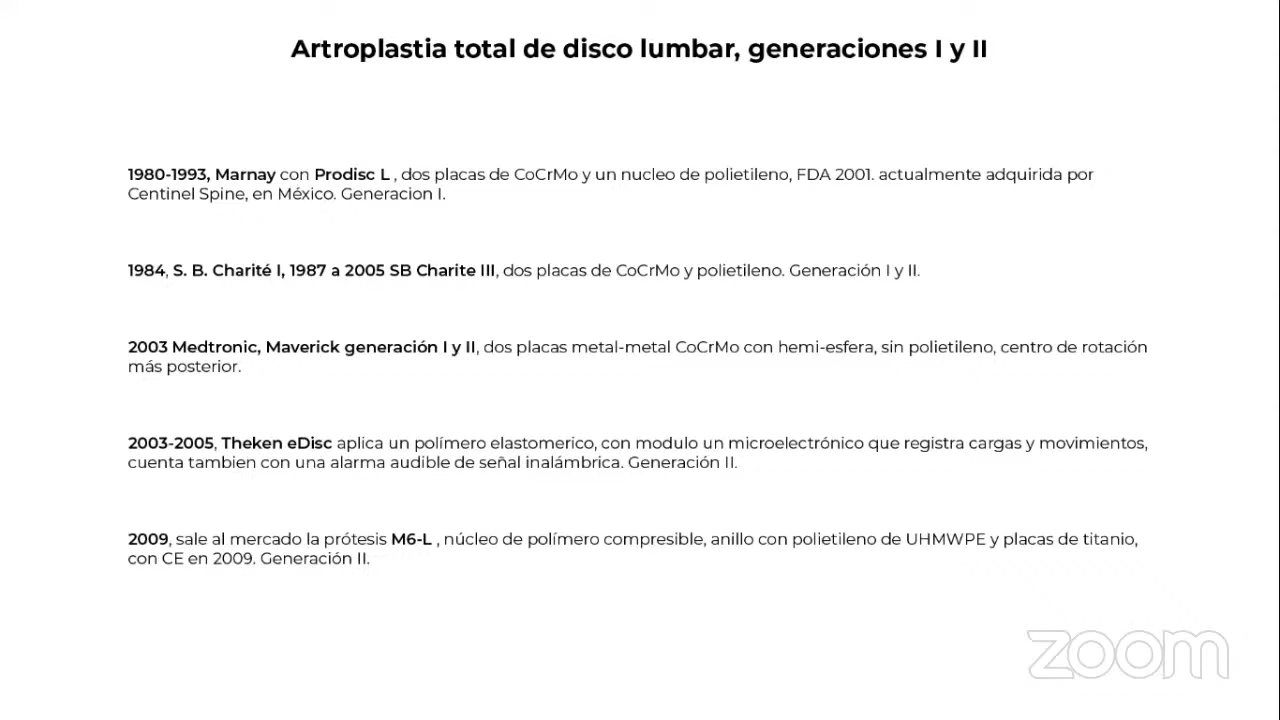 Artroplastia total de disco lumbar, generaciones I y II
1980-1993, Marnay con Prodisc L , dos placas de CoCrMo y un nucleo de polietileno, FDA 2001. actualmente adquirida por
Centinel Spine, en México. Generacion I.
1984, S. B. Charité I, 1987 a 2005 SB Charite III, dos placas de CoCrMo y polietileno. Generación I y II.
2003 Medtronic, Maverick generación I y II, dos placas metal-metal CoCrMo con hemi-esfera, sin polietileno, centro de rotación
más posterior.
2003-2005, Theken eDisc aplica un polímero elastomerico, con modulo un microelectrónico que registra cargas y movimientos,
cuenta tambien con una alarma audible de señal inalámbrica. Generación II.
2009, sale al mercado la prótesis M6-L , núcleo de polímero compresible, anillo con polietileno de UHMWPE y placas de titanio,
con CE en 2009. Generación II.
zoom